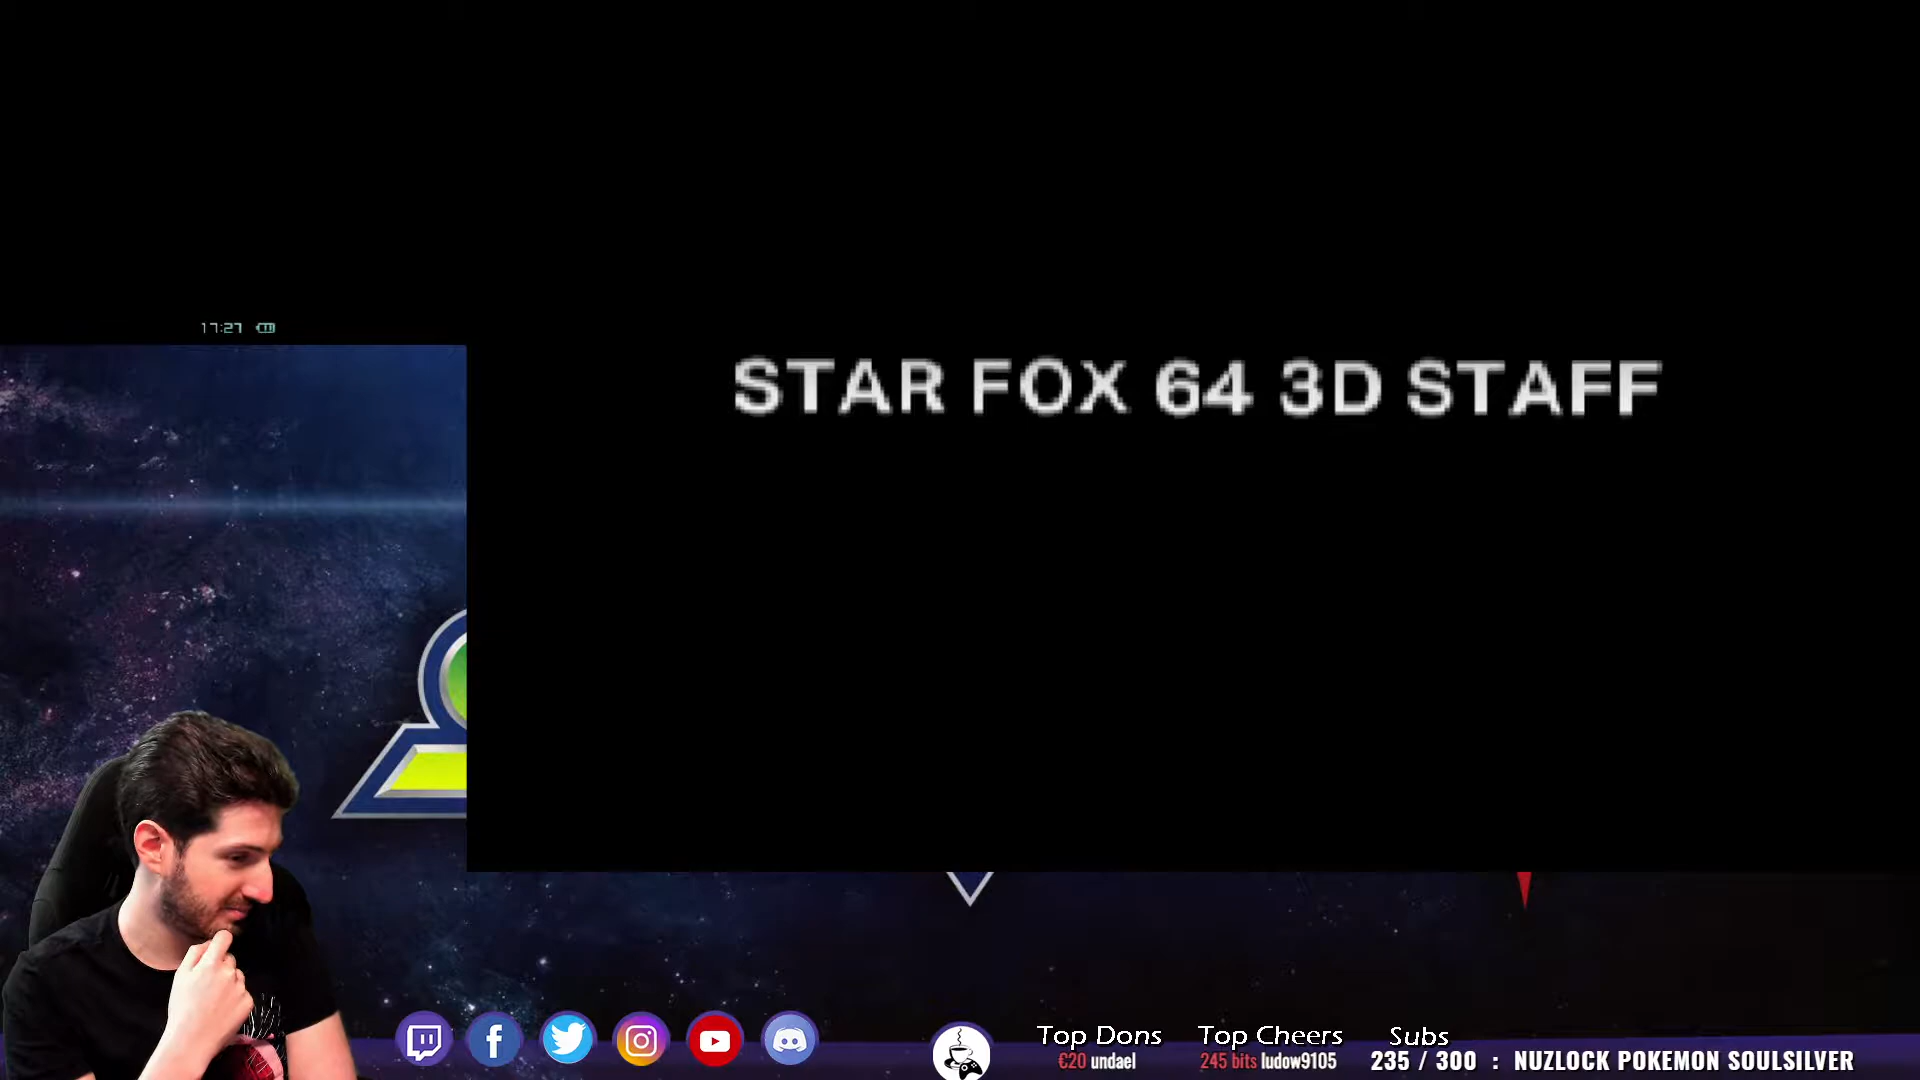 17:27
STAR FOX 64 3D STAFF
Top Dons
€20 undael
Top Cheers
245 bits ludow9105
Subs
235 / 300 : NUZLOCK POKEMON SOULSILVER